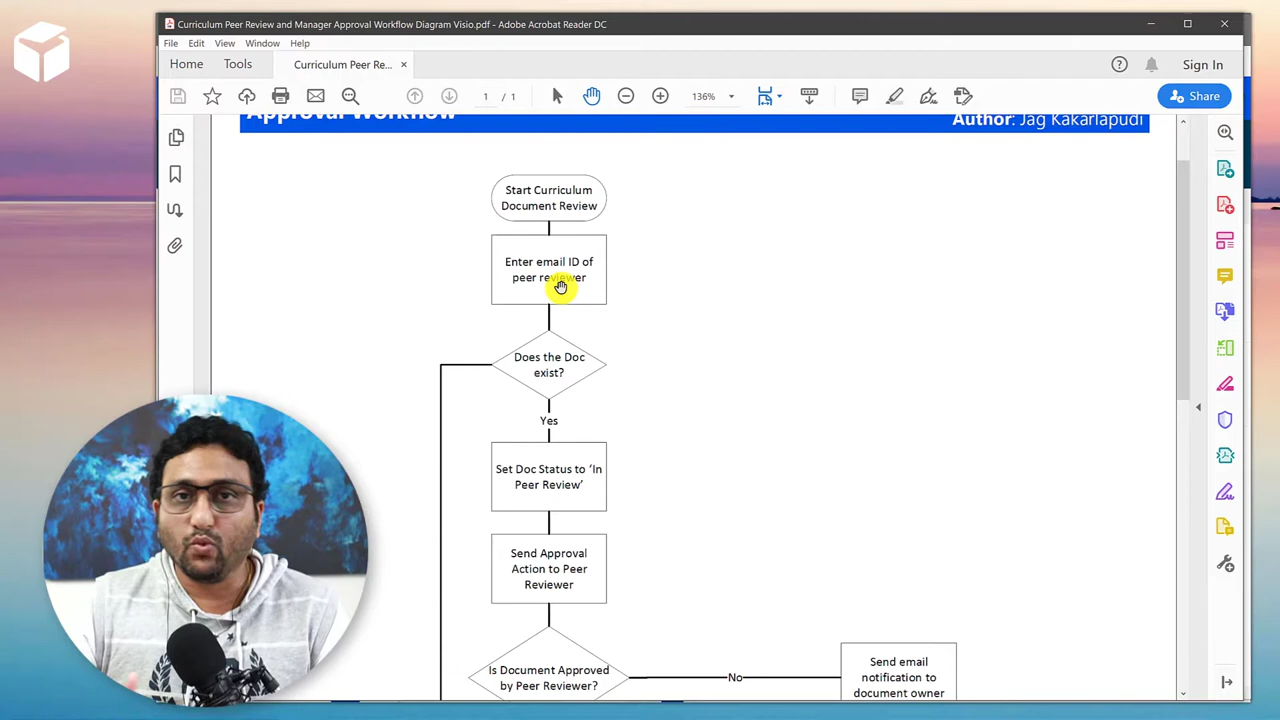 Curriculum Peer Review and Manager Approval Workflow Diagram Visio.pdf - Adobe Acrobat Reader DC
File Edit View Window Help
Home Tools Curriculum Peer Re... × Sign In
1 / 1 136% Share
Approval Workflow
Author: Jag Kakarlapudi
Start Curriculum
Document Review
Enter email ID of
peer reviewer
Does the Doc
exist?
Yes
Set Doc Status to ‘In
Peer Review’
Send Approval
Action to Peer
Reviewer
Is Document Approved
by Peer Reviewer?
No
Send email
notification to
document owner